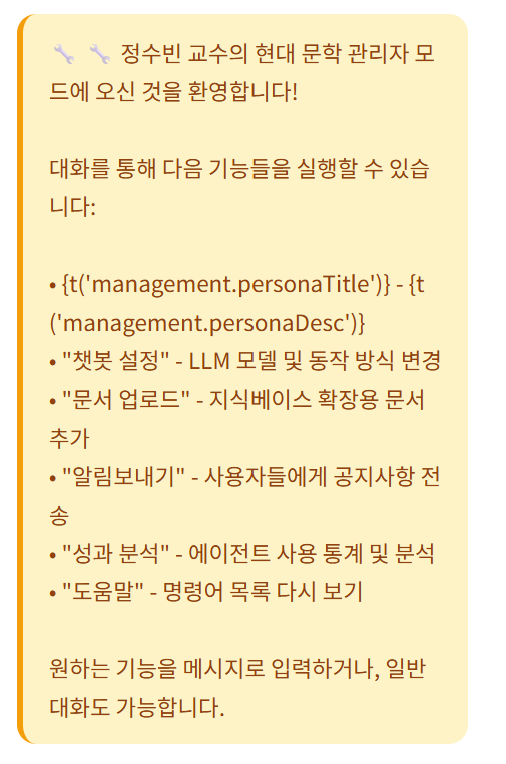 🔧 🔧 정수빈 교수의 현대 문학 관리자 모
드에 오신 것을 환영합니다!
대화를 통해 다음 기능들을 실행할 수 있습
니다:
• {t('management.personaTitle')} - {t
('management.personaDesc')}
• "챗봇 설정" - LLM 모델 및 동작 방식 변경
• "문서 업로드" - 지식베이스 확장용 문서
추가
• "알림보내기" - 사용자들에게 공지사항 전
송
• "성과 분석" - 에이전트 사용 통계 및 분석
• "도움말" - 명령어 목록 다시 보기
원하는 기능을 메시지로 입력하거나, 일반
대화도 가능합니다.